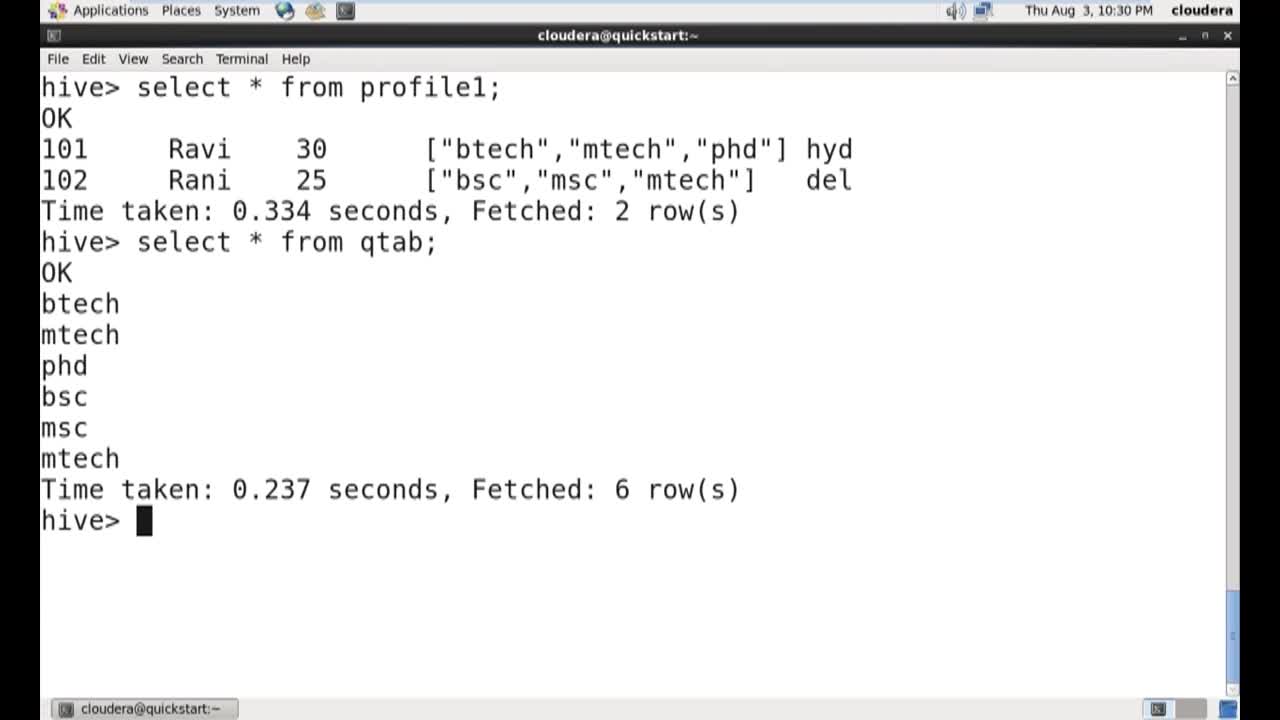 Applications Places System Thu Aug 3, 10:30 PM cloudera
cloudera@quickstart:~
File Edit View Search Terminal Help
hive> select * from profile1;
OK
101 Ravi 30 ["btech","mtech","phd"] hyd
102 Rani 25 ["bsc","msc","mtech"] del
Time taken: 0.334 seconds, Fetched: 2 row(s)
hive> select * from qtab;
OK
btech
mtech
phd
bsc
msc
mtech
Time taken: 0.237 seconds, Fetched: 6 row(s)
hive>
cloudera@quickstart:~